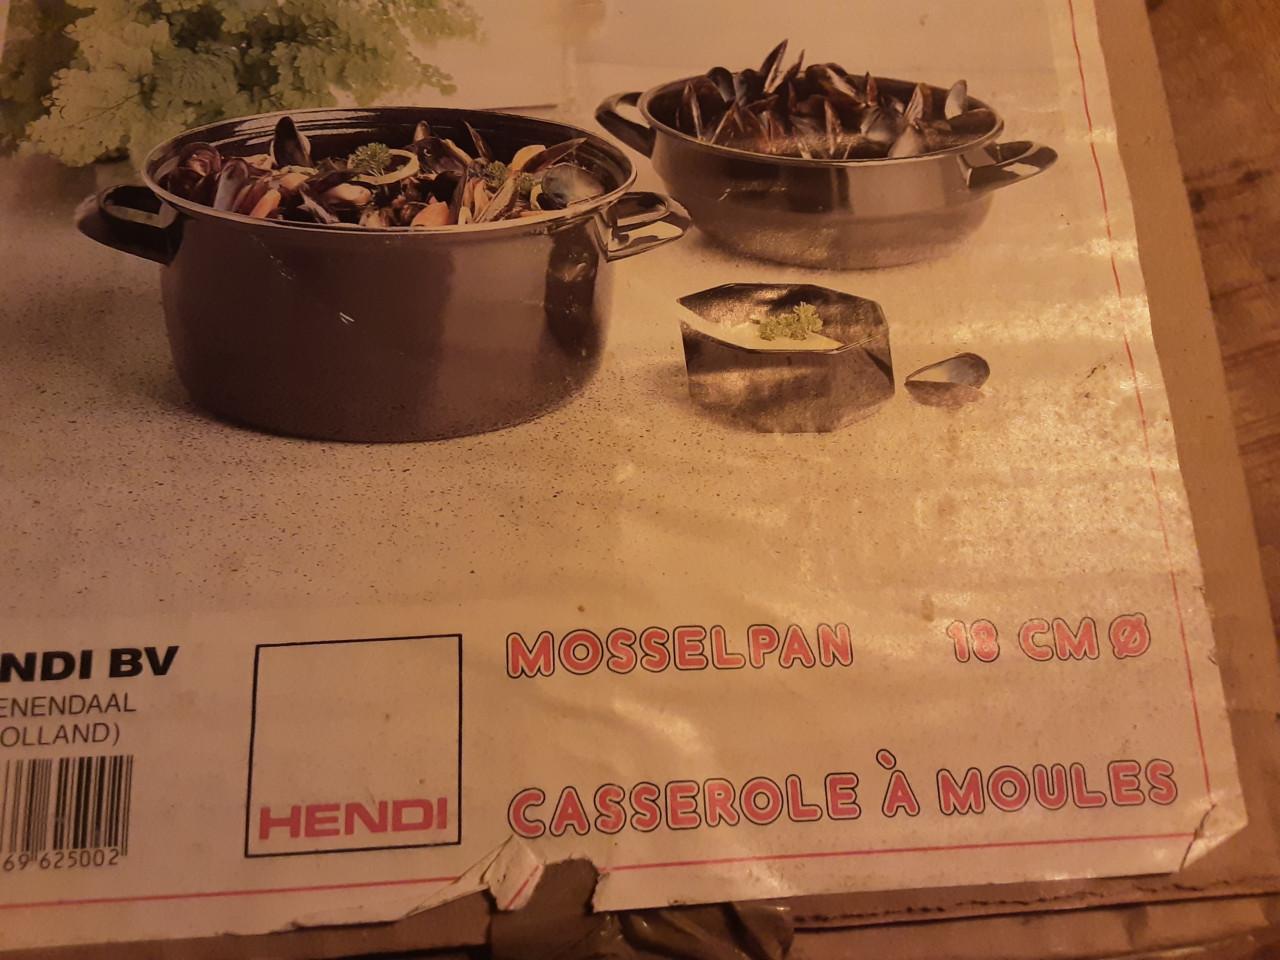 NDI BV
ENENDAAL
OLLAND)
69 625002
HENDI
MOSSELPAN 18 CM Ø
CASSEROLE À MOULES